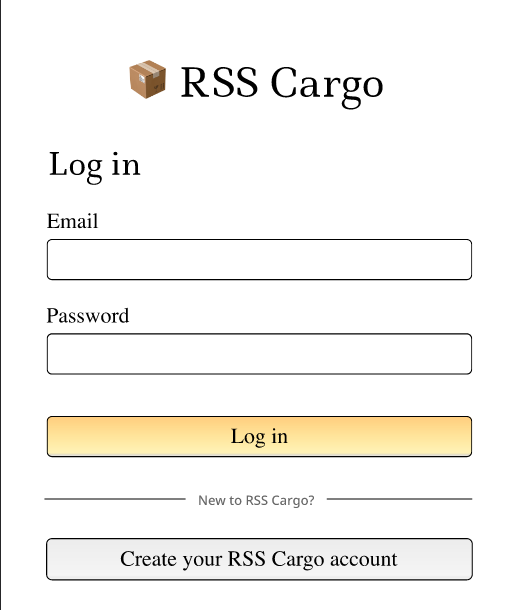 RSS Cargo
Log in
Email
Password
Log in
New to RSS Cargo?
Create your RSS Cargo account